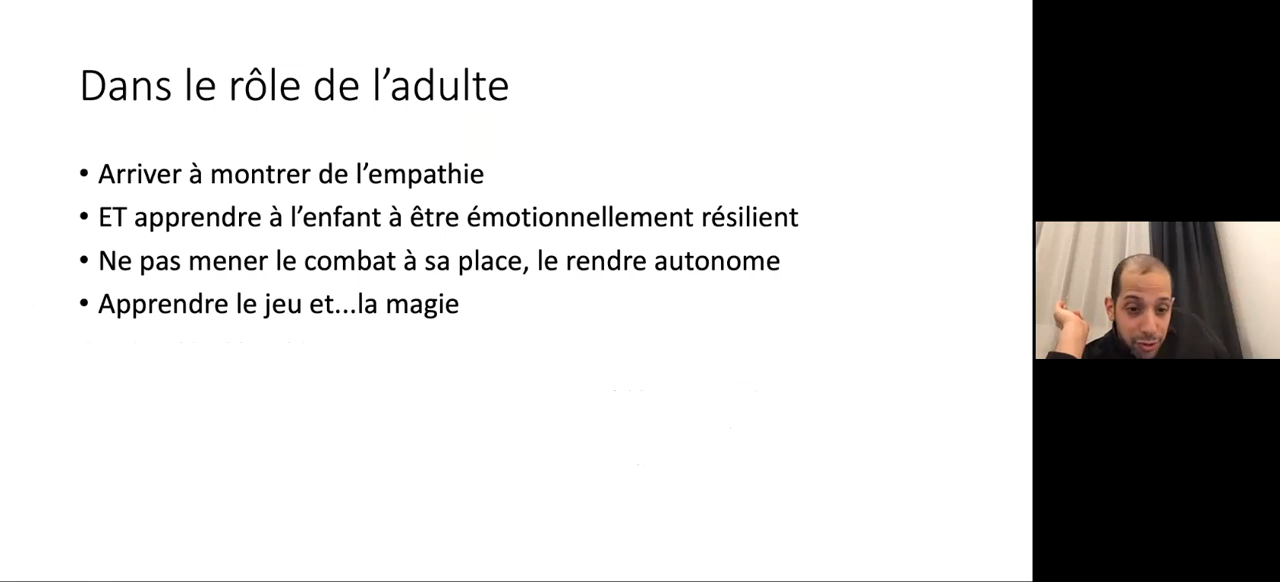 Dans le rôle de l’adulte
• Arriver à montrer de l’empathie
• ET apprendre à l’enfant à être émotionnellement résilient
• Ne pas mener le combat à sa place, le rendre autonome
• Apprendre le jeu et...la magie